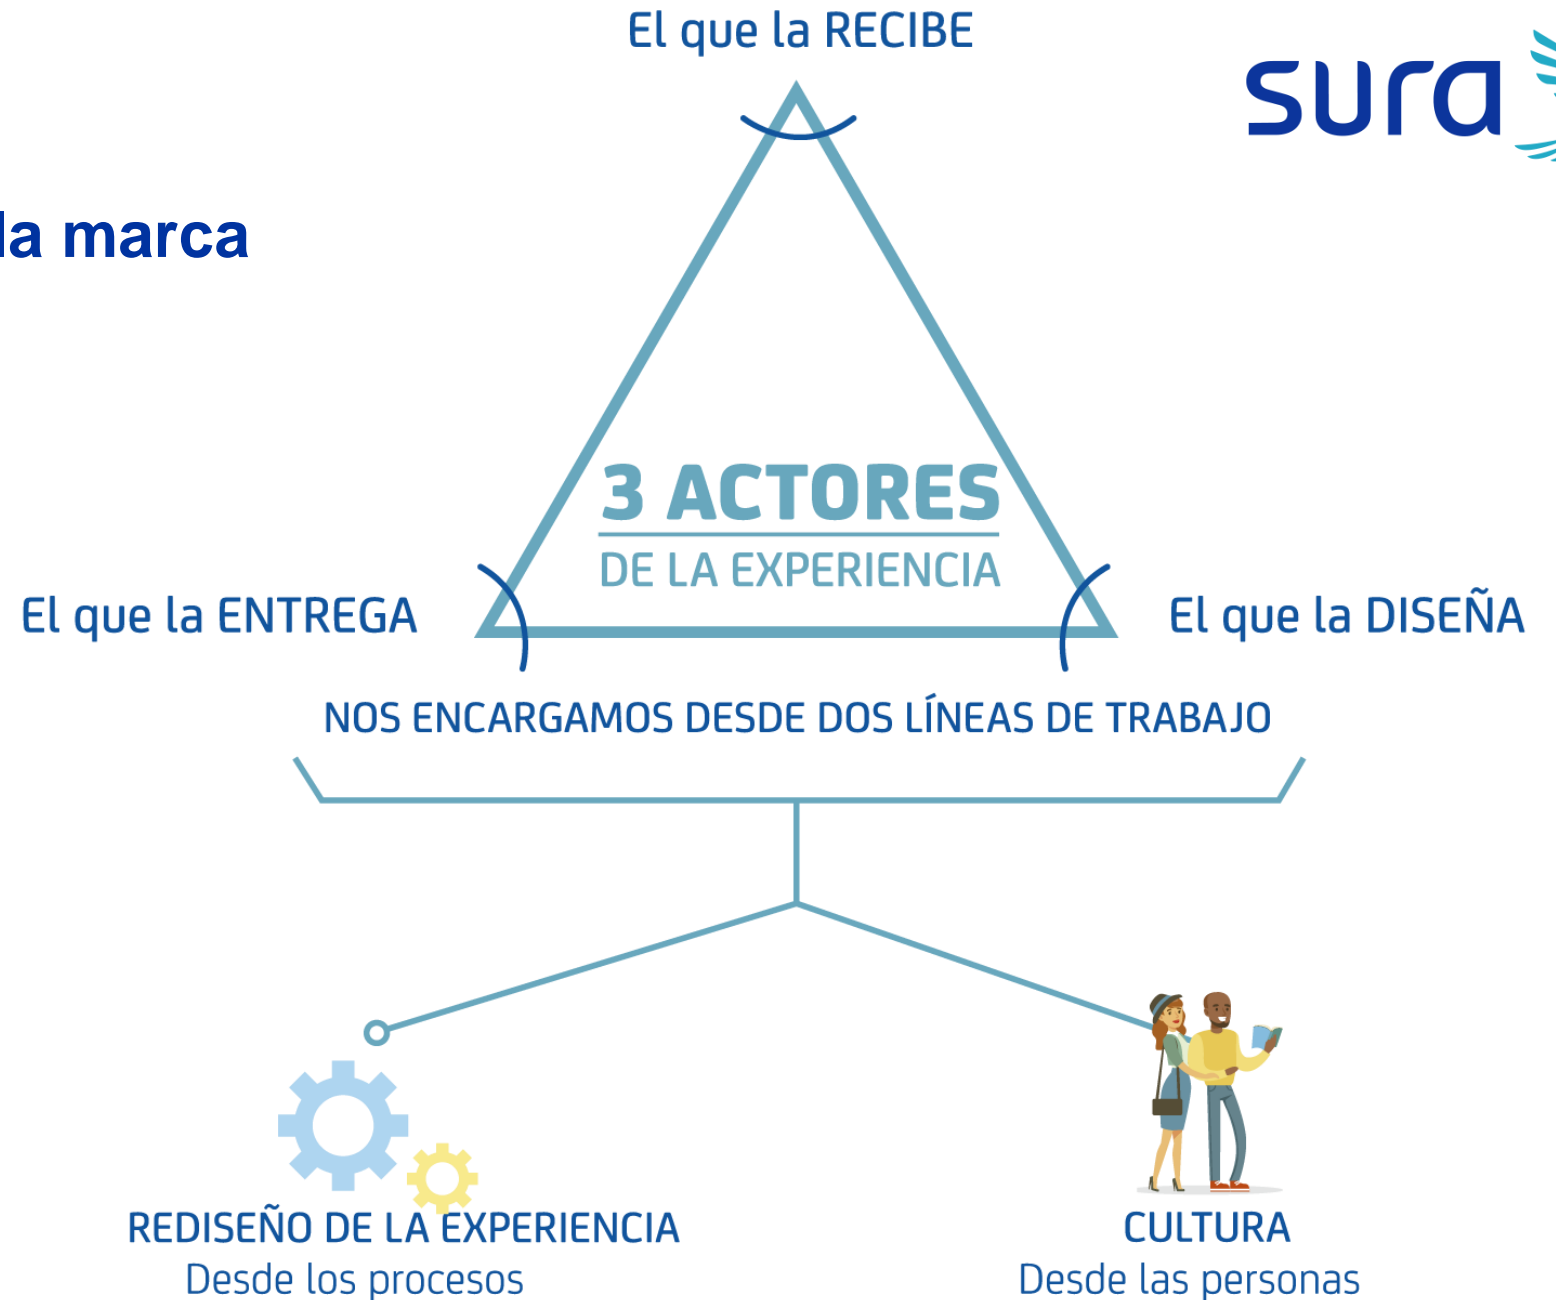 El que la RECIBE
sura
la marca
3 ACTORES
DE LA EXPERIENCIA
El que la ENTREGA
El que la DISEÑA
NOS ENCARGAMOS DESDE DOS LÍNEAS DE TRABAJO
REDISEÑO DE LA EXPERIENCIA
Desde los procesos
CULTURA
Desde las personas